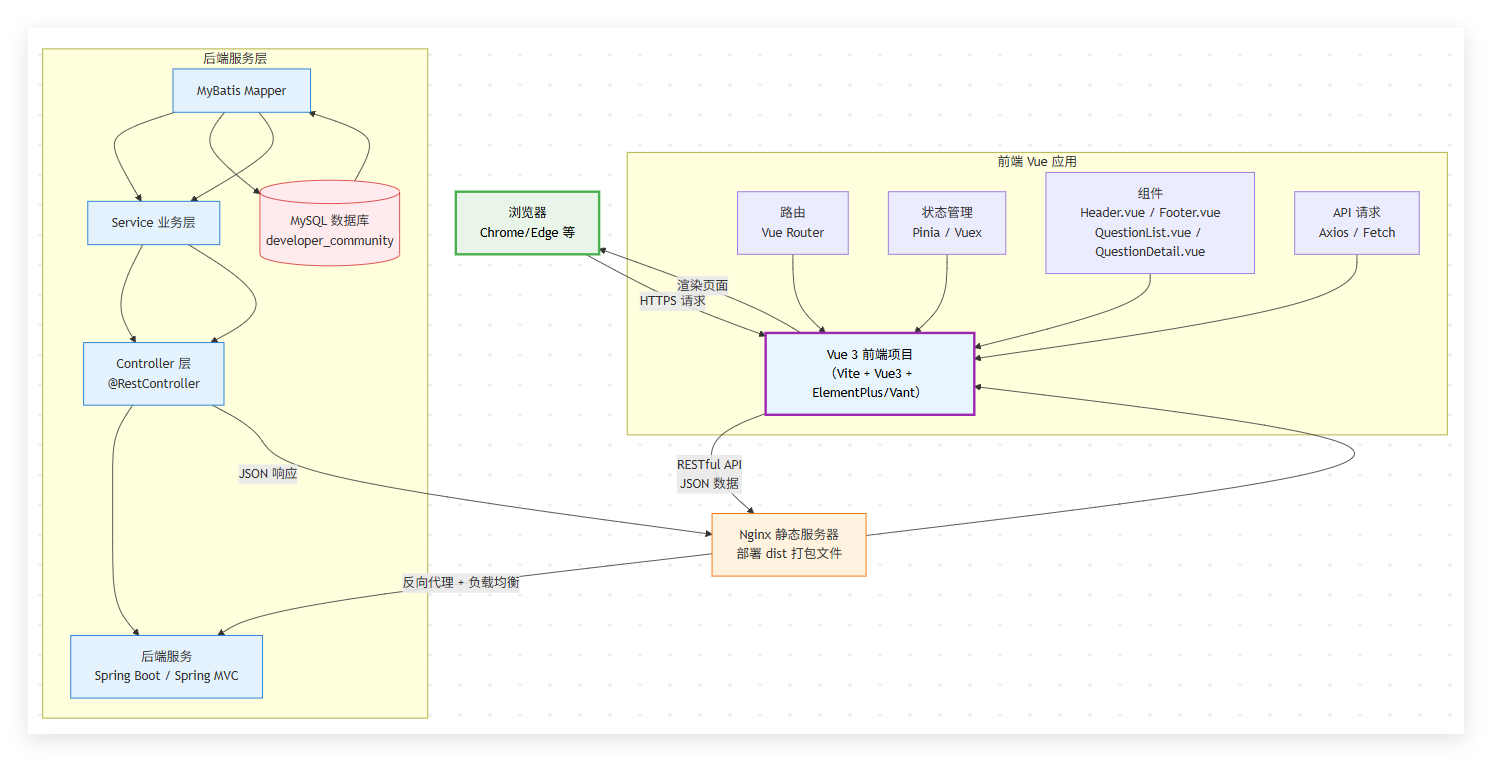 后端服务层
MyBatis Mapper
Service 业务层
MySQL 数据库
developer_community
Controller 层
@RestController
JSON 响应
反向代理 + 负载均衡
后端服务
Spring Boot / Spring MVC
浏览器
Chrome/Edge 等
渲染页面
HTTPS 请求
前端 Vue 应用
路由
Vue Router
状态管理
Pinia / Vuex
组件
Header.vue / Footer.vue
QuestionList.vue /
QuestionDetail.vue
API 请求
Axios / Fetch
Vue 3 前端项目
（Vite + Vue3 +
ElementPlus/Vant）
RESTful API
JSON 数据
Nginx 静态服务器
部署 dist 打包文件